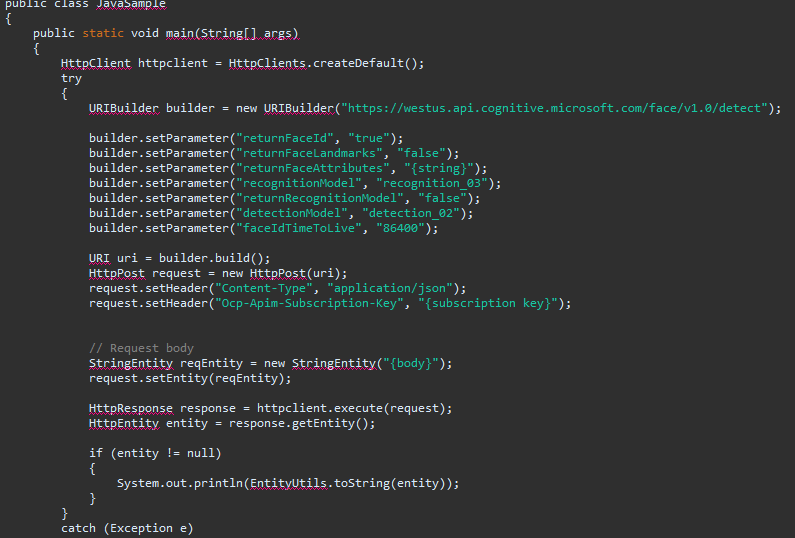 public class JavaSample
{
public static void main(String[] args)
{
HttpClient httpclient = HttpClients.createDefault();
try
{
URIBuilder builder = new URIBuilder("https://westus.api.cognitive.microsoft.com/face/v1.0/detect");
builder.setParameter("returnFaceId", "true");
builder.setParameter("returnFaceLandmarks", "false");
builder.setParameter("returnFaceAttributes", "{string}");
builder.setParameter("recognitionModel", "recognition_03");
builder.setParameter("returnRecognitionModel", "false");
builder.setParameter("detectionModel", "detection_02");
builder.setParameter("faceIdTimeToLive", "86400");
URI uri = builder.build();
HttpPost request = new HttpPost(uri);
request.setHeader("Content-Type", "application/json");
request.setHeader("Ocp-Apim-Subscription-Key", "{subscription key}");
// Request body
StringEntity reqEntity = new StringEntity("{body}");
request.setEntity(reqEntity);
HttpResponse response = httpclient.execute(request);
HttpEntity entity = response.getEntity();
if (entity != null)
{
System.out.println(EntityUtils.toString(entity));
}
}
catch (Exception e)